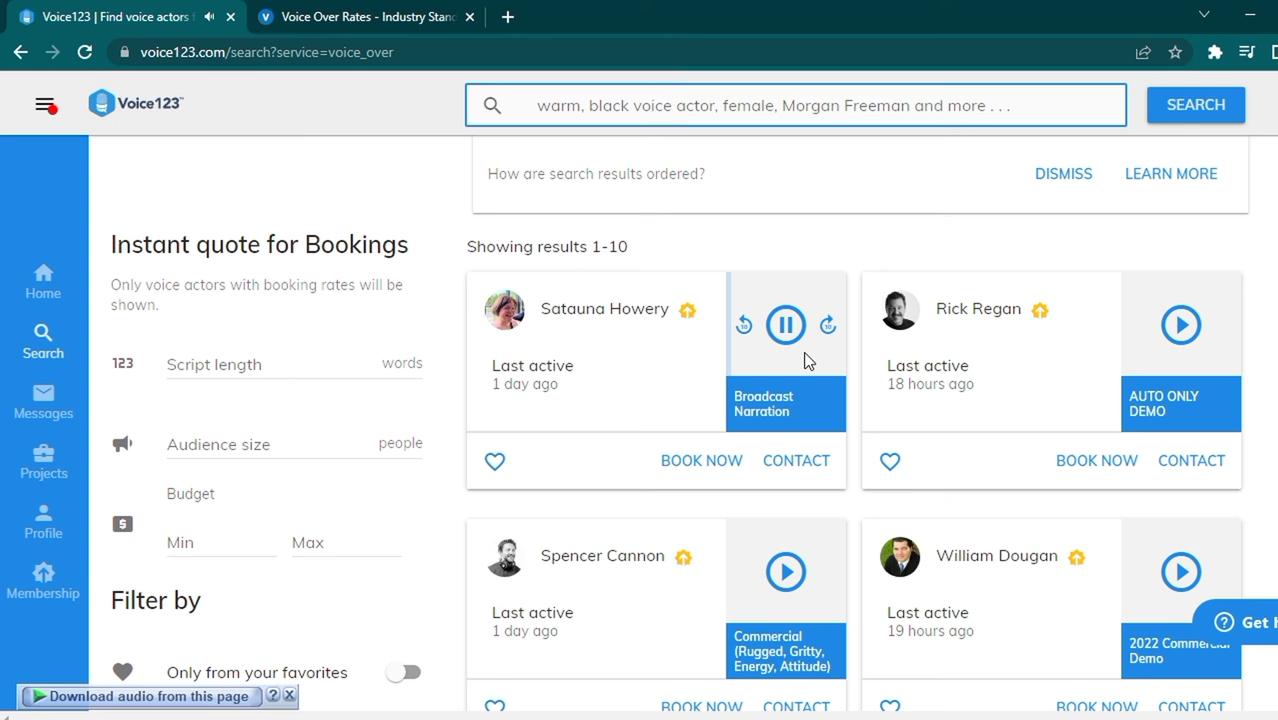 Voice123 | Find voice actors
Voice Over Rates - Industry Stand
voice123.com/search?service=voice_over
Voice123™
warm, black voice actor, female, Morgan Freeman and more . . .
SEARCH
How are search results ordered?
DISMISS
LEARN MORE
Home
Search
Messages
Projects
Profile
Membership
Instant quote for Bookings
Only voice actors with booking rates will be
shown.
123
Script length
words
Audience size
people
Budget
Min
Max
Filter by
Only from your favorites
Showing results 1-10
Satauna Howery
Last active
1 day ago
10
10
Broadcast
Narration
BOOK NOW
CONTACT
Rick Regan
Last active
18 hours ago
AUTO ONLY
DEMO
BOOK NOW
CONTACT
Spencer Cannon
Last active
1 day ago
Commercial
(Rugged, Gritty,
Energy, Attitude)
BOOK NOW
CONTACT
William Dougan
Last active
19 hours ago
2022 Commercial
Demo
BOOK NOW
CONTACT
Get h
Download audio from this page
?